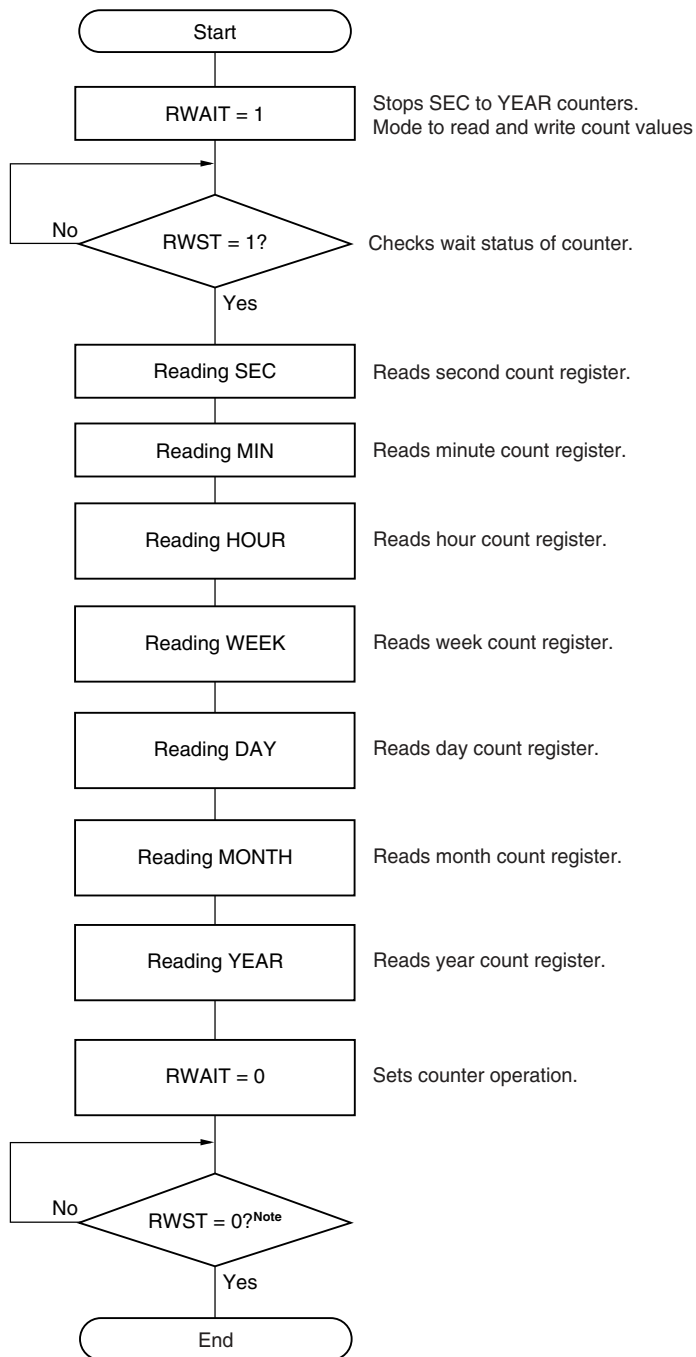 Start
RWAIT = 1
Stops SEC to YEAR counters.
Mode to read and write count values
No
RWST = 1?
Checks wait status of counter.
Yes
Reading SEC
Reads second count register.
Reading MIN
Reads minute count register.
Reading HOUR
Reads hour count register.
Reading WEEK
Reads week count register.
Reading DAY
Reads day count register.
Reading MONTH
Reads month count register.
Reading YEAR
Reads year count register.
RWAIT = 0
Sets counter operation.
No
RWST = 0?Note
Yes
End